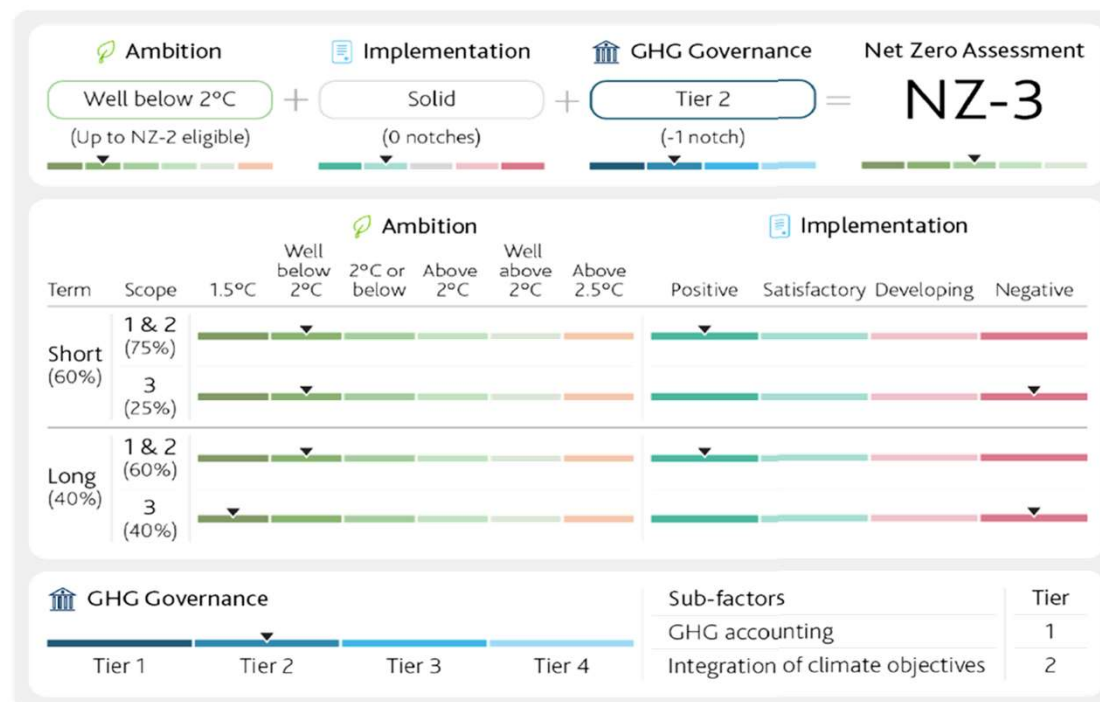 Ambition Implementation GHG Governance Net Zero Assessment
Well below 2°C + Solid + Tier 2 = NZ-3
(Up to NZ-2 eligible) (0 notches) (-1 notch)
Ambition Implementation
Term Scope 1.5°C Well below 2°C 2°C or below Above 2°C Well above 2°C Above 2.5°C Positive Satisfactory Developing Negative
Short (60%)
1 & 2
(75%)
3
(25%)
Long (40%)
1 & 2
(60%)
3
(40%)
GHG Governance
Tier 1 Tier 2 Tier 3 Tier 4
Sub-factors Tier
GHG accounting 1
Integration of climate objectives 2